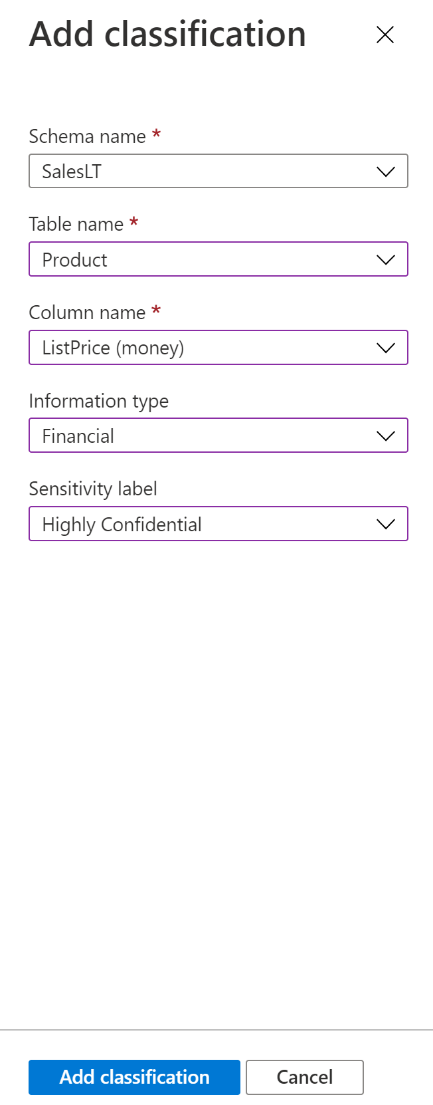 Add classification
Schema name *
SalesLT
Table name *
Product
Column name *
ListPrice (money)
Information type
Financial
Sensitivity label
Highly Confidential
Add classification Cancel